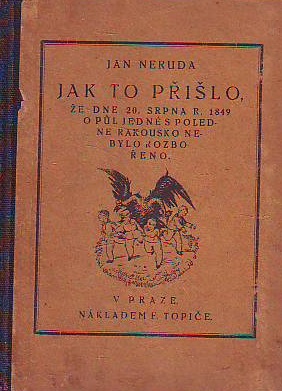 JAN NERUDA
JAK TO PŘIŠLO,
ŽE DNE 20. SRPNA R. 1849
O PŮL JEDNÉ S POLED-
NE RAKOUSKO NE-
BYLO ROZBO
ŘENO.
V PRAZE
NÁKLADEM F. TOPIČE.